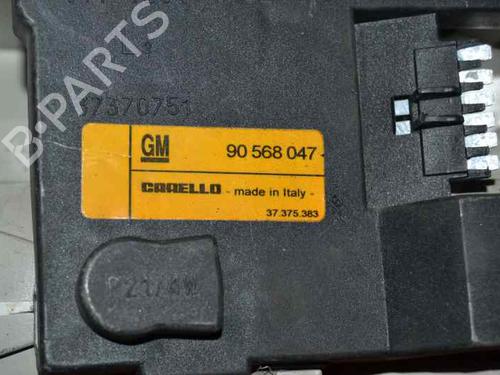 37370751
B-PARTS
GM 90 568 047
CARELLO - made in Italy -
37.375.383
P21/4W